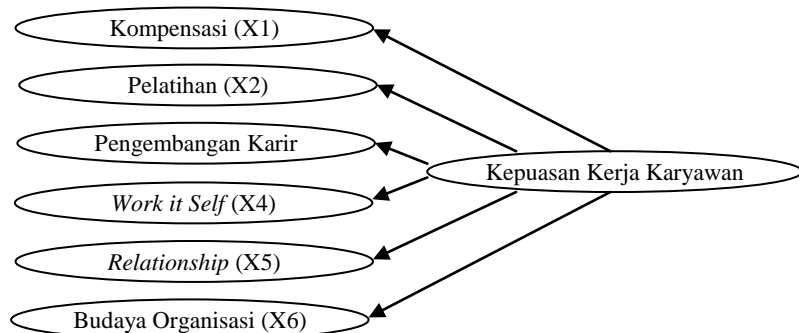 Kompensasi (X1)
Pelatihan (X2)
Pengembangan Karir
Kepuasan Kerja Karyawan
Work it Self (X4)
Relationship (X5)
Budaya Organisasi (X6)